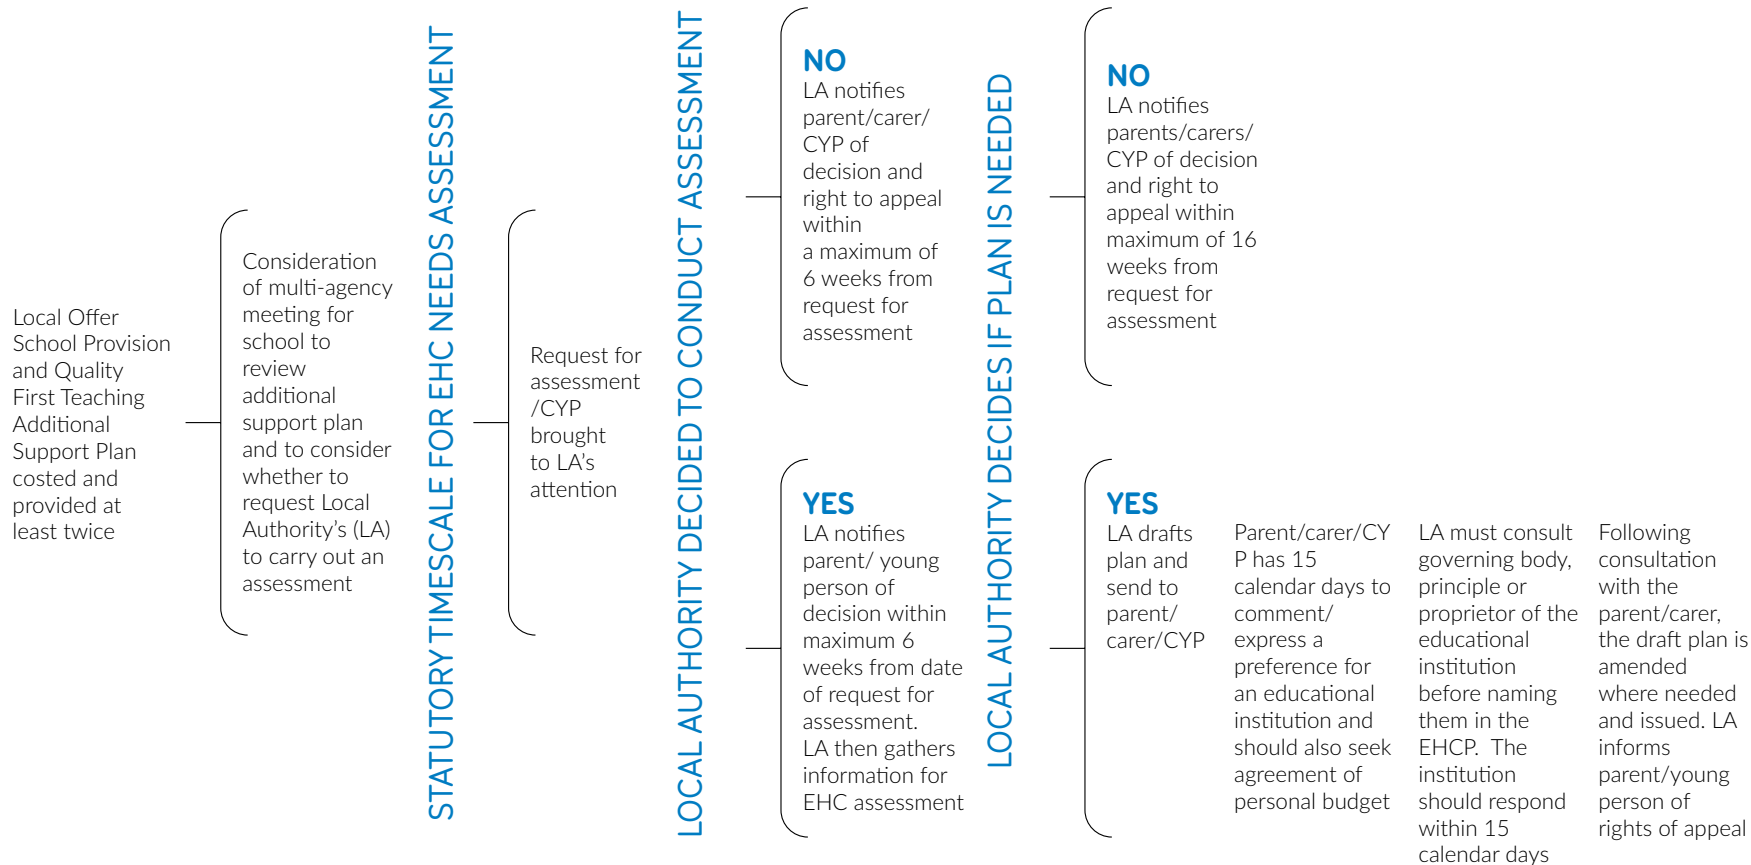 Local Offer
School Provision
and Quality
First Teaching
Additional
Support Plan
costed and
provided at
least twice
Consideration
of multi-agency
meeting for
school to
review
additional
support plan
and to consider
whether to
request Local
Authority’s (LA)
to carry out an
assessment
STATUTORY TIMESCALE FOR EHC NEEDS ASSESSMENT
Request for
assessment
/CYP
brought
to LA’s
attention
LOCAL AUTHORITY DECIDED TO CONDUCT ASSESSMENT
NO
LA notifies
parent/carer/
CYP of
decision and
right to appeal
within
a maximum of
6 weeks from
request for
assessment
YES
LA notifies
parent/ young
person of
decision within
maximum 6
weeks from date
of request for
assessment.
LA then gathers
information for
EHC assessment
LOCAL AUTHORITY DECIDES IF PLAN IS NEEDED
NO
LA notifies
parents/carers/
CYP of decision
and right to
appeal within
maximum of 16
weeks from
request for
assessment
YES
LA drafts
plan and
send to
parent/
carer/CYP
Parent/carer/CY
P has 15
calendar days to
comment/
express a
preference for
an educational
institution and
should also seek
agreement of
personal budget
LA must consult
governing body,
principle or
proprietor of the
educational
institution
before naming
them in the
EHCP. The
institution
should respond
within 15
calendar days
Following
consultation
with the
parent/carer,
the draft plan is
amended
where needed
and issued. LA
informs
parent/young
person of
rights of appeal